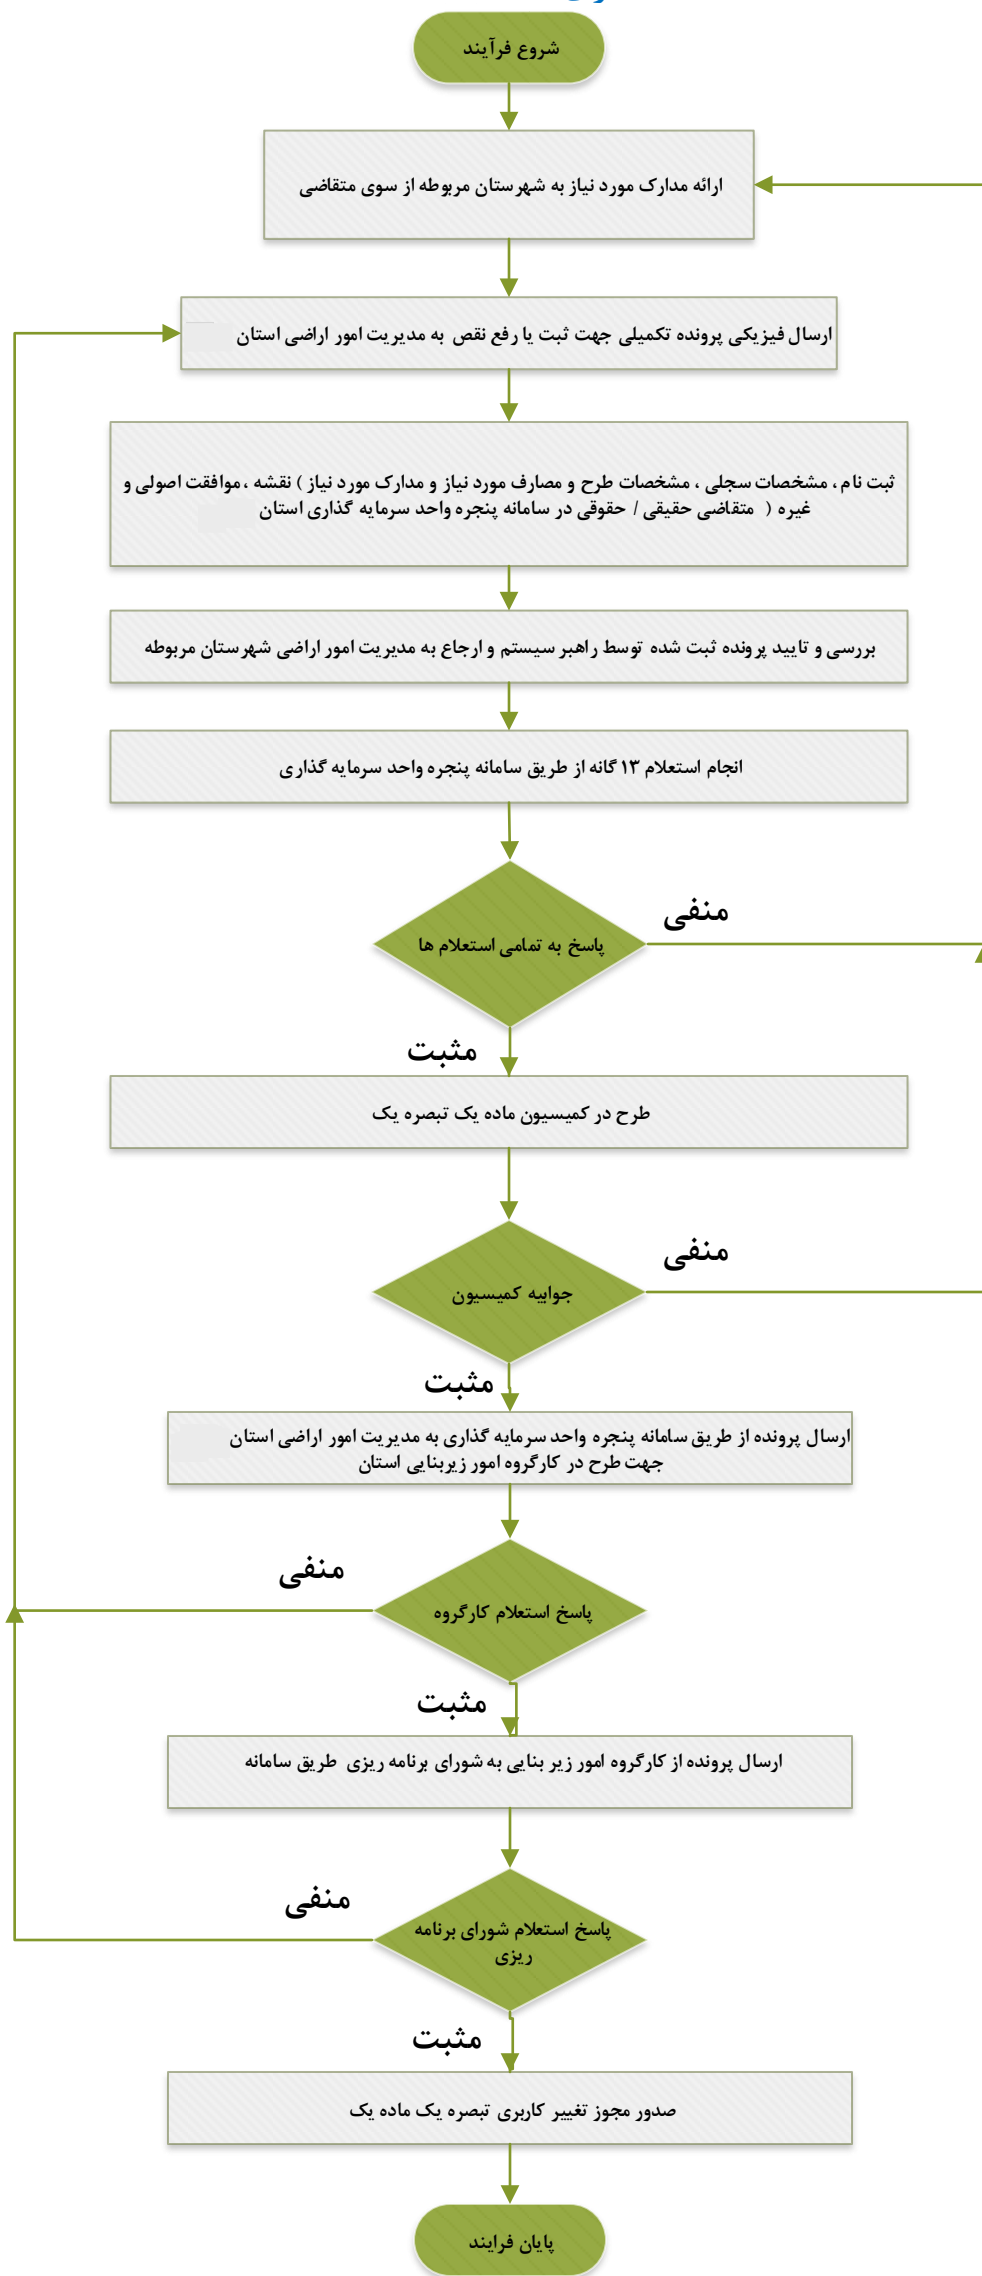 شروع فرآیند
ارائه مدارک مورد نیاز به شهرستان مربوطه از سوی متقاضی
ارسال فیزیکی پرونده تکمیلی جهت ثبت یا رفع نقص به مدیریت امور اراضی استان
ثبت نام ، مشخصات سجلی ، مشخصات طرح و مصارف مورد نیاز و مدارک مورد نیاز ) نقشه ، موافقت اصولی و
غیره ( متقاضی حقیقی / حقوقی در سامانه پنجره واحد سرمایه گذاری استان
بررسی و تایید پرونده ثبت شده توسط راهبر سیستم و ارجاع به مدیریت امور اراضی شهرستان مربوطه
انجام استعلام ۱۳ گانه از طریق سامانه پنجره واحد سرمایه گذاری
منفی
پاسخ به تمامی استعلام ها
مثبت
طرح در کمیسیون ماده یک تبصره یک
منفی
جوابیه کمیسیون
مثبت
ارسال پرونده از طریق سامانه پنجره واحد سرمایه گذاری به مدیریت امور اراضی استان
جهت طرح در کارگروه امور زیربنایی استان
منفی
پاسخ استعلام کارگروه
مثبت
ارسال پرونده از کارگروه امور زیر بنایی به شورای برنامه ریزی طریق سامانه
منفی
پاسخ استعلام شورای برنامه
ریزی
مثبت
صدور مجوز تغییر کاربری تبصره یک ماده یک
پایان فرایند